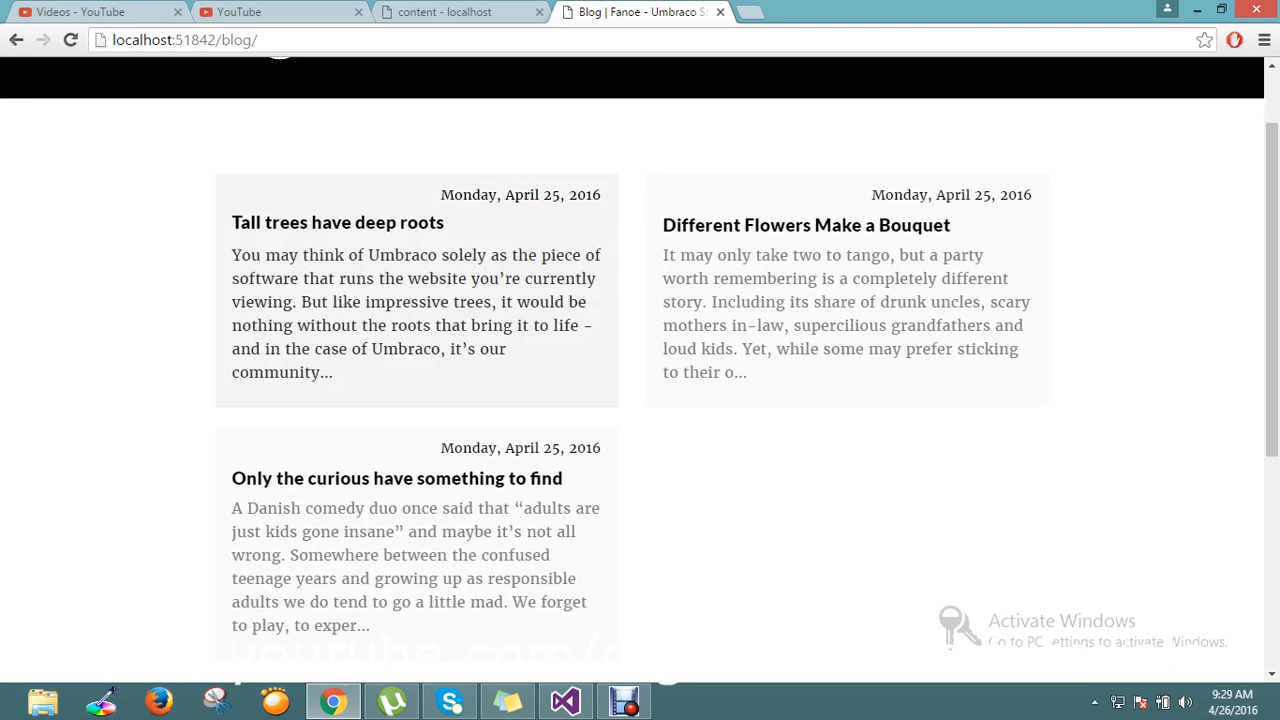 Videos - YouTube
YouTube
content - localhost
Blog | Fanoe - Umbraco S
localhost:51842/blog/
Monday, April 25, 2016
Tall trees have deep roots
You may think of Umbraco solely as the piece of
software that runs the website you’re currently
viewing. But like impressive trees, it would be
nothing without the roots that bring it to life -
and in the case of Umbraco, it’s our
community...
Monday, April 25, 2016
Different Flowers Make a Bouquet
It may only take two to tango, but a party
worth remembering is a completely different
story. Including its share of drunk uncles, scary
mothers in-law, supercilious grandfathers and
loud kids. Yet, while some may prefer sticking
to their o...
Monday, April 25, 2016
Only the curious have something to find
A Danish comedy duo once said that “adults are
just kids gone insane” and maybe it’s not all
wrong. Somewhere between the confused
teenage years and growing up as responsible
adults we do tend to go a little mad. We forget
to play, to exper...
youtube.com/
Activate Windows
Go to PC settings to activate Windows.
9:29 AM
4/26/2016